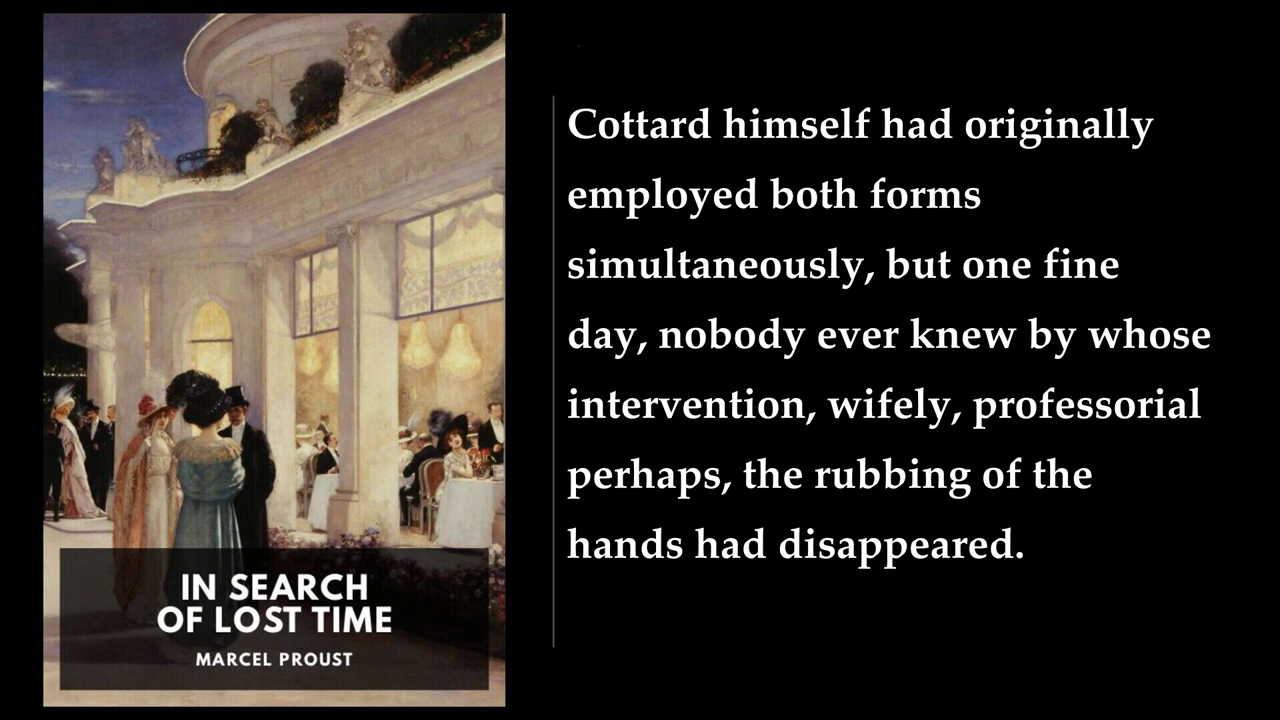 IN SEARCH
OF LOST TIME
MARCEL PROUST
Cottard himself had originally
employed both forms
simultaneously, but one fine
day, nobody ever knew by whose
intervention, wifely, professorial
perhaps, the rubbing of the
hands had disappeared.